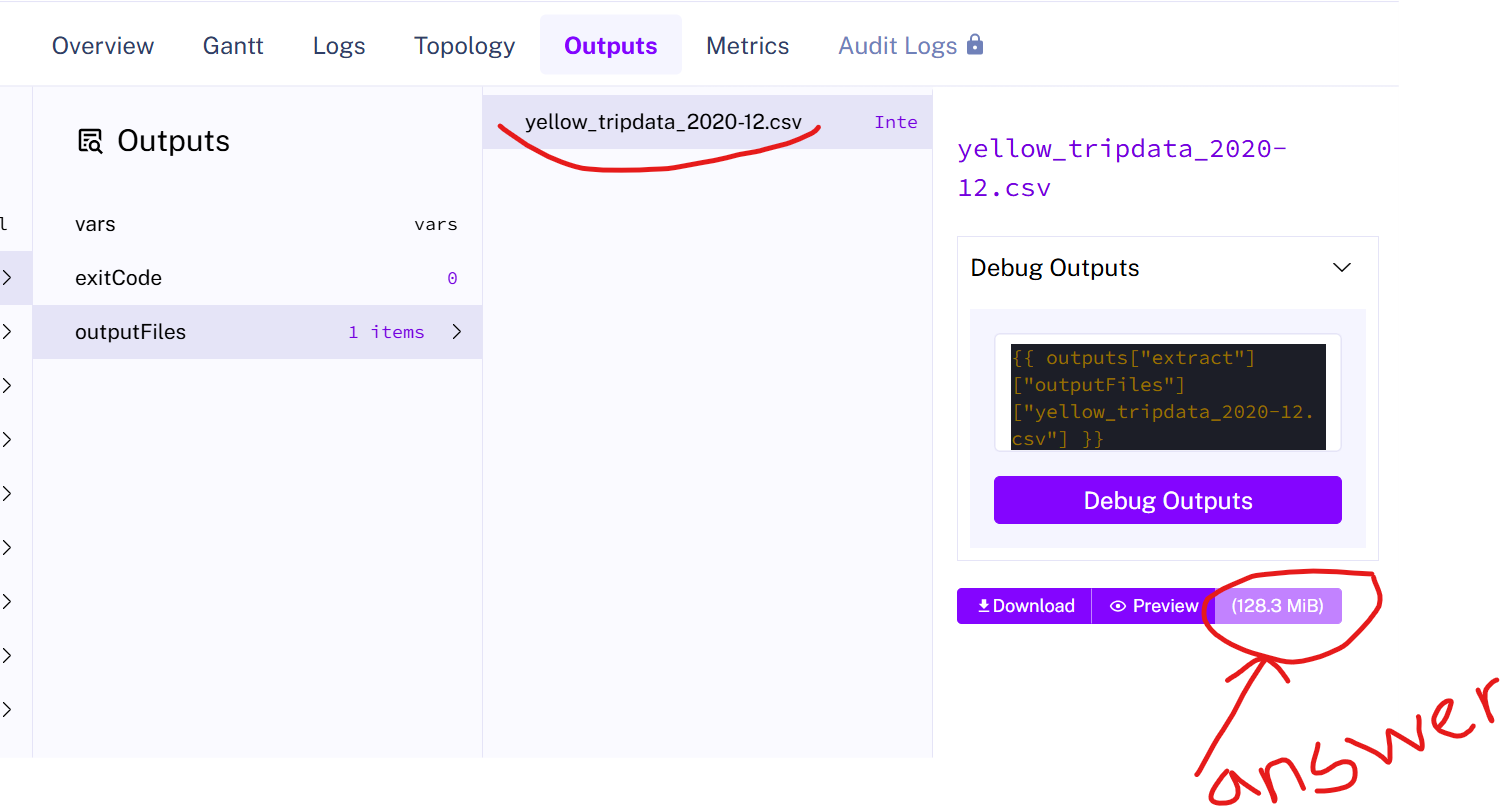 Overview Gantt Logs Topology Outputs Metrics Audit Logs
Outputs
vars vars
exitCode 0
outputFiles 1 items
l
yellow_tripdata_2020-12.csv Inte
yellow_tripdata_2020-
12.csv
Debug Outputs
{{ outputs["extract"]
["outputFiles"]
["yellow_tripdata_2020-12.
csv"] }}
Debug Outputs
Download Preview (128.3 MiB)
answer